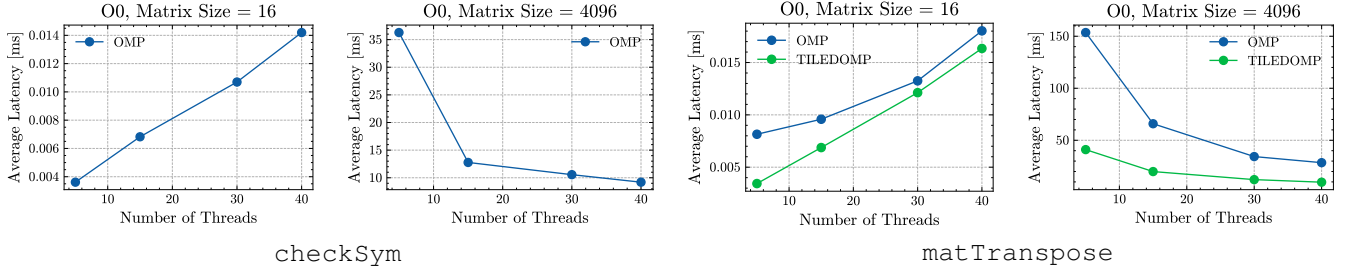 O0, Matrix Size = 16
0.014
0.012
0.010
0.008
0.006
0.004
Average Latency [ms]
OMP
10 20 30 40
Number of Threads
O0, Matrix Size = 4096
35
30
25
20
15
10
Average Latency [ms]
OMP
10 20 30 40
Number of Threads
checkSym
O0, Matrix Size = 16
0.015
0.010
0.005
Average Latency [ms]
OMP
TILEDOMP
10 20 30 40
Number of Threads
O0, Matrix Size = 4096
150
100
50
Average Latency [ms]
OMP
TILEDOMP
10 20 30 40
Number of Threads
matTranspose